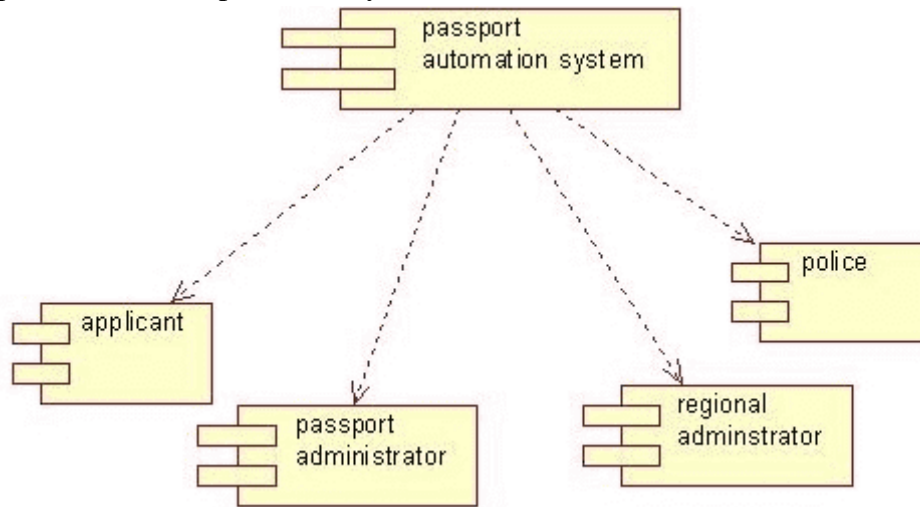 passport
automation system
police
applicant
regional
adminstrator
passport
administrator